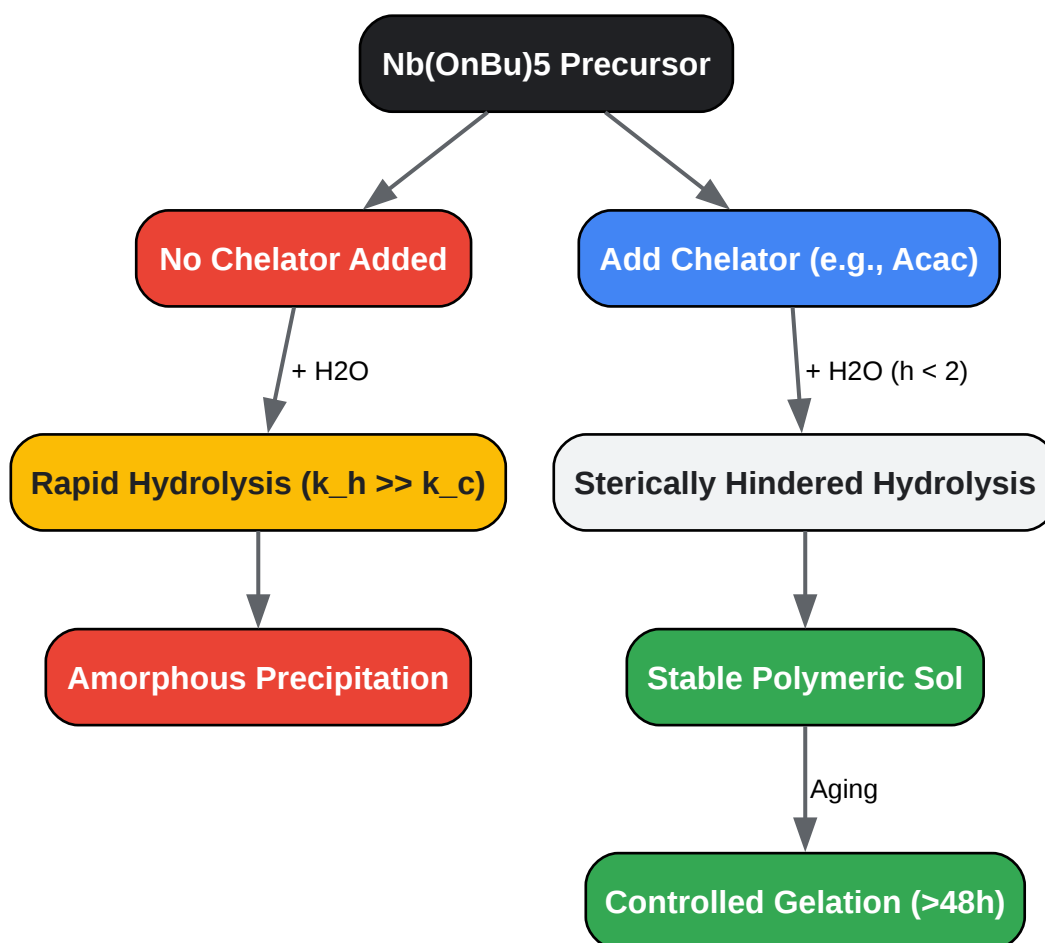 Nb(OnBu)5 Precursor
No Chelator Added
Add Chelator (e.g., Acac)
+ H2O
+ H2O (h < 2)
Rapid Hydrolysis (k_h >> k_c)
Sterically Hindered Hydrolysis
Amorphous Precipitation
Stable Polymeric Sol
Aging
Controlled Gelation (>48h)